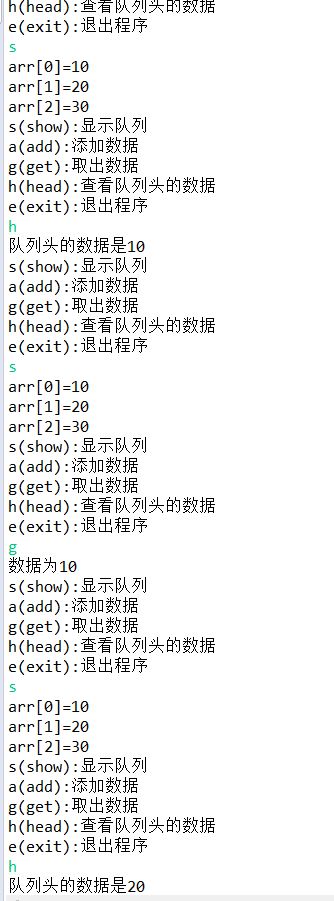 h(head):查看队列头的数据
e(exit):退出程序
s
arr[0]=10
arr[1]=20
arr[2]=30
s(show):显示队列
a(add):添加数据
g(get):取出数据
h(head):查看队列头的数据
e(exit):退出程序
h
队列头的数据是10
s(show):显示队列
a(add):添加数据
g(get):取出数据
h(head):查看队列头的数据
e(exit):退出程序
s
arr[0]=10
arr[1]=20
arr[2]=30
s(show):显示队列
a(add):添加数据
g(get):取出数据
h(head):查看队列头的数据
e(exit):退出程序
g
数据为10
s(show):显示队列
a(add):添加数据
g(get):取出数据
h(head):查看队列头的数据
e(exit):退出程序
s
arr[0]=10
arr[1]=20
arr[2]=30
s(show):显示队列
a(add):添加数据
g(get):取出数据
h(head):查看队列头的数据
e(exit):退出程序
h
队列头的数据是20